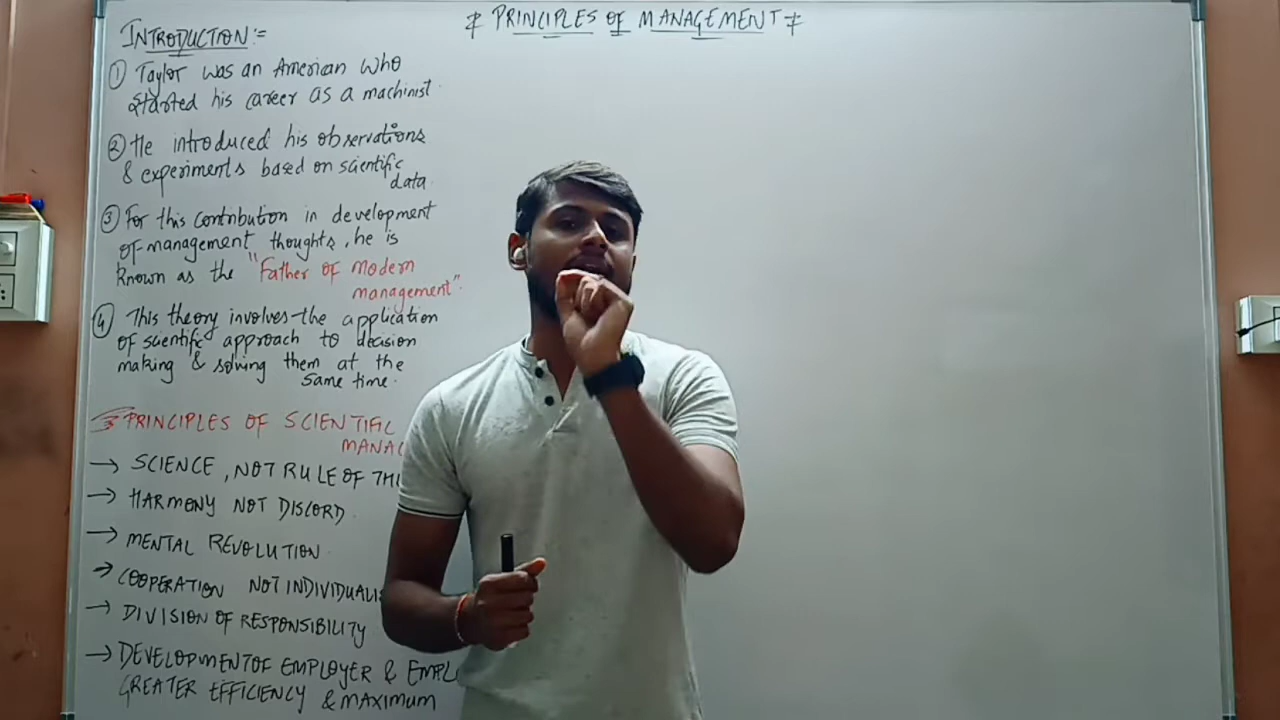 ≠ PRINCIPLES OF MANAGEMENT ≠
INTRODUCTION:=
① Taylor was an American who
started his career as a machinist.
② He introduced his observations
& experiments based on scientific
data.
③ For this contribution in development
of management thoughts, he is
known as the "Father of modern
management".
④ This theory involves the application
of scientific approach to decision
making & solving them at the
same time.
PRINCIPLES OF SCIENTIFIC
MANAG
→ SCIENCE, NOT RULE OF THU
→ HARMONY NOT DISCORD
→ MENTAL REVOLUTION
→ COOPERATION NOT INDIVIDUALIS
→ DIVISION OF RESPONSIBILITY
→ DEVELOPMENT OF EMPLOYER & EMPL
GREATER EFFICIENCY & MAXIMUM